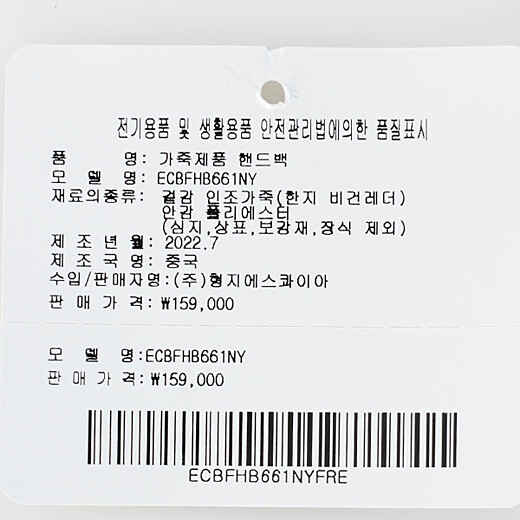 전기용품 및 생활용품 안전관리법에의한 품질표시
품 명: 가죽제품 핸드백
모 델 명: ECBFHB661NY
재료의종류: 겉감 인조가죽(한지 비건레더)
안감 폴리에스터
(심지,상표,보강재,장식 제외)
제 조 년 월: 2022.7
제 조 국 명: 중국
수입/판매자명:(주)형지에스콰이아
판 매 가 격: ₩159,000
모 델 명:ECBFHB661NY
판 매 가 격: ₩159,000
ECBFHB661NYFRE